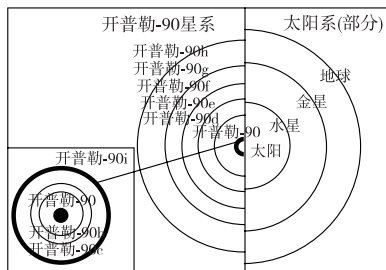 开普勒-90星系
太阳系(部分)
开普勒-90h
开普勒-90g
开普勒-90f
开普勒-90e
开普勒-90d
开普勒-90
地球
金星
水星
太阳
开普勒-90i
开普勒-90
开普勒-90b
开普勒-90c